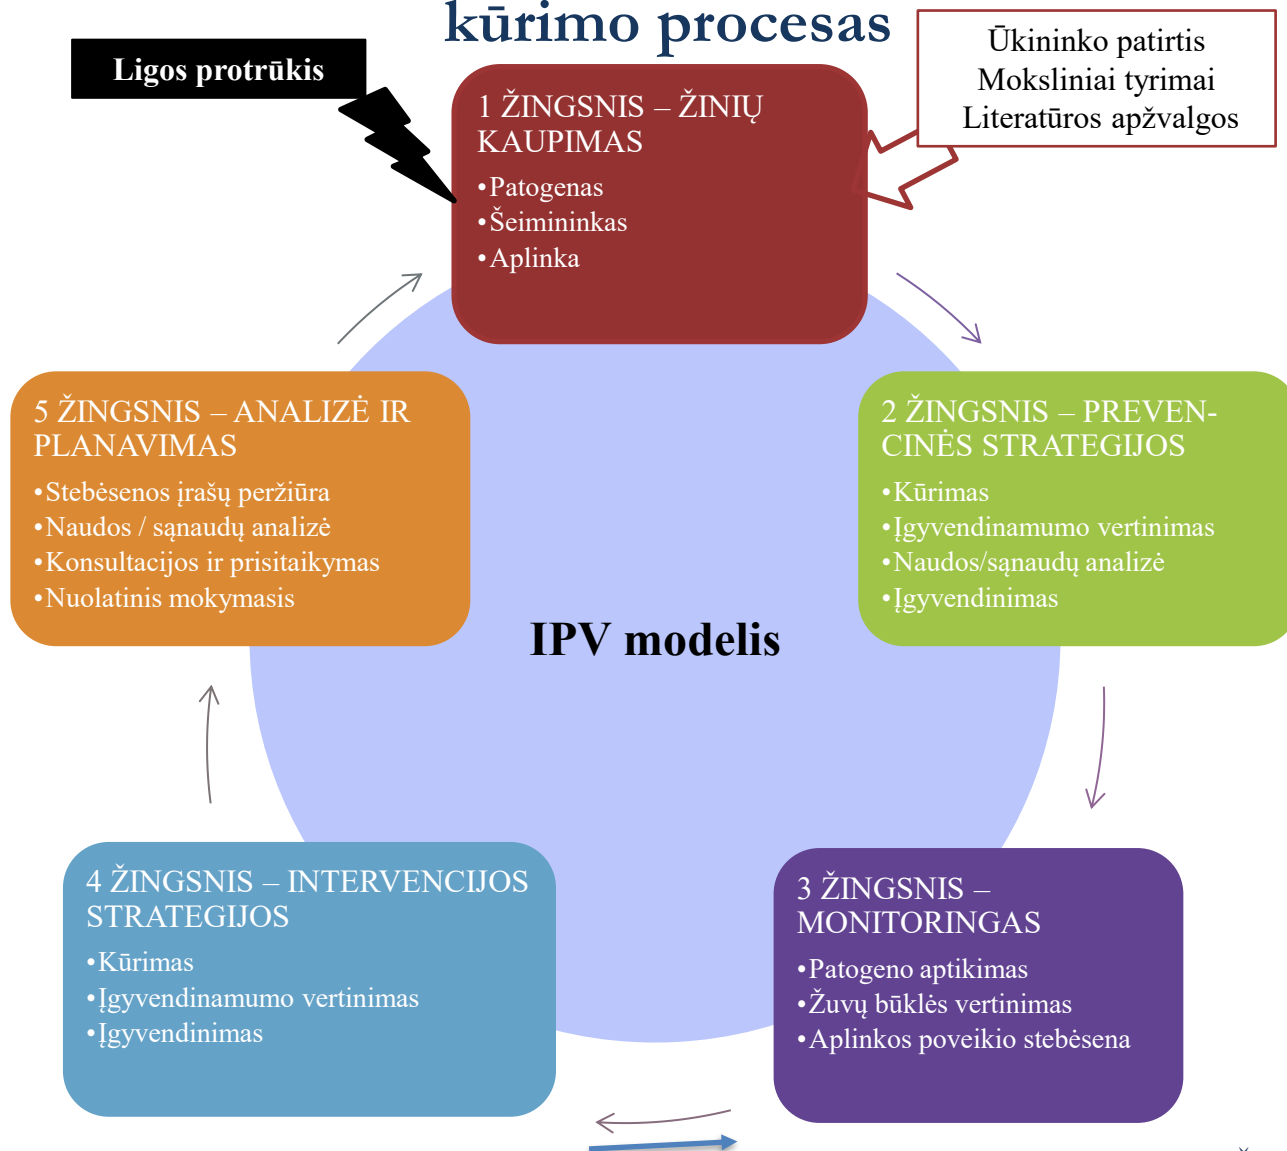 kūrimo procesas
Ligos protrūkis
Ūkininko patirtis
Moksliniai tyrimai
Literatūros apžvalgos
1 ŽINGSNIS – ŽINIŲ
KAUPIMAS
•Patogenas
•Šeimininkas
•Aplinka
2 ŽINGSNIS – PREVEN-
CINĖS STRATEGIJOS
•Kūrimas
•Įgyvendinamumo vertinimas
•Naudos/sąnaudų analizė
•Įgyvendinimas
3 ŽINGSNIS –
MONITORINGAS
•Patogeno aptikimas
•Žuvų būklės vertinimas
•Aplinkos poveikio stebėsena
4 ŽINGSNIS – INTERVENCIJOS
STRATEGIJOS
•Kūrimas
•Įgyvendinamumo vertinimas
•Įgyvendinimas
5 ŽINGSNIS – ANALIZĖ IR
PLANAVIMAS
•Stebėsenos įrašų peržiūra
•Naudos / sąnaudų analizė
•Konsultacijos ir prisitaikymas
•Nuolatinis mokymasis
IPV modelis